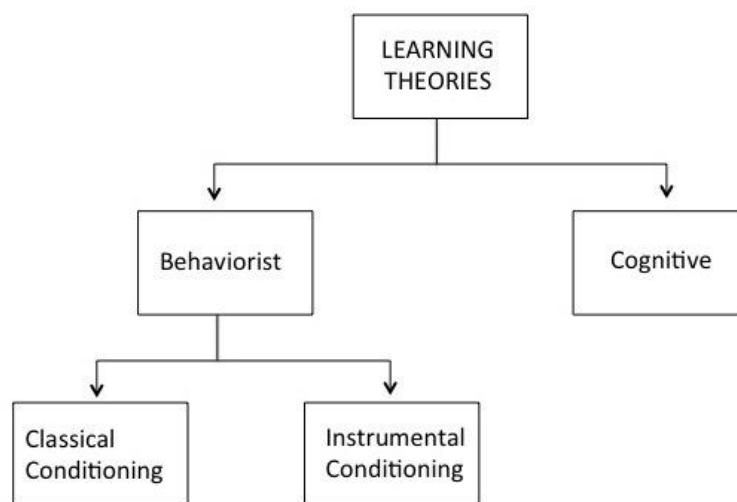 LEARNING
THEORIES
Behaviorist
Cognitive
Classical
Conditioning
Instrumental
Conditioning